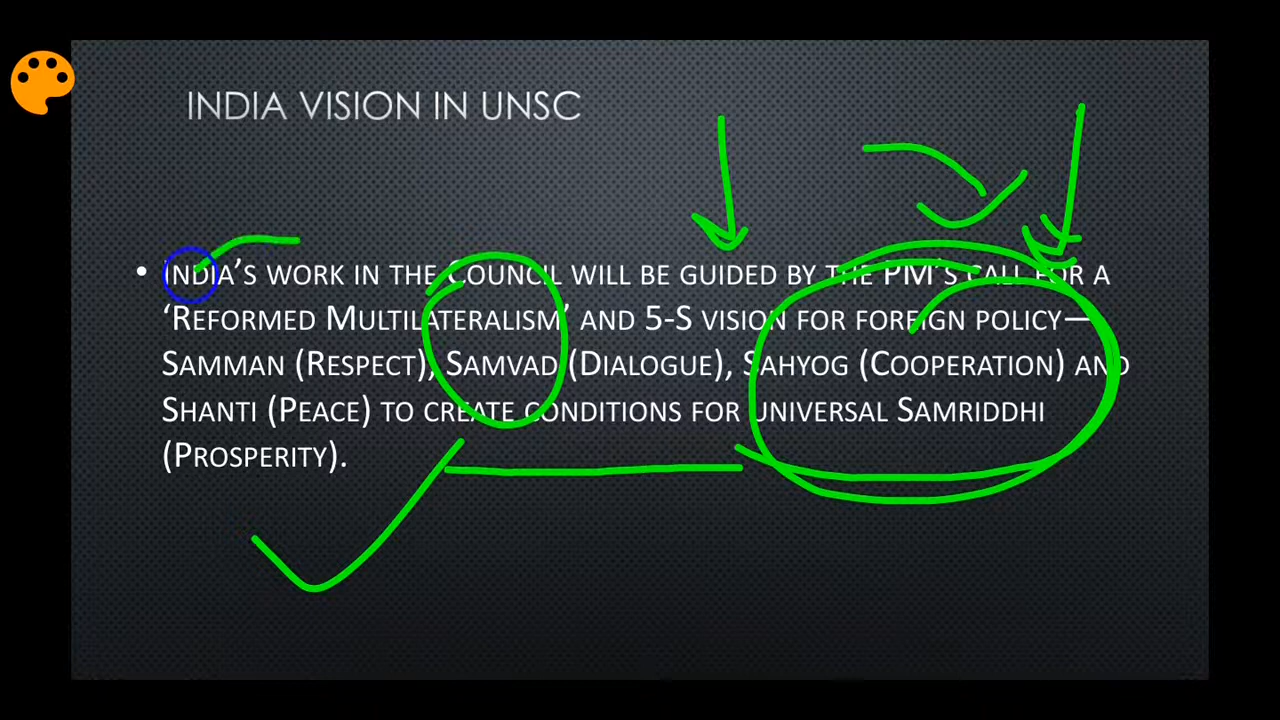 INDIA VISION IN UNSC
• INDIA'S WORK IN THE COUNCIL WILL BE GUIDED BY THE PM'S CALL FOR A
'REFORMED MULTILATERALISM' AND 5-S VISION FOR FOREIGN POLICY—
SAMMAN (RESPECT), SAMVAD (DIALOGUE), SAHYOG (COOPERATION) AND
SHANTI (PEACE) TO CREATE CONDITIONS FOR UNIVERSAL SAMRIDDHI
(PROSPERITY).